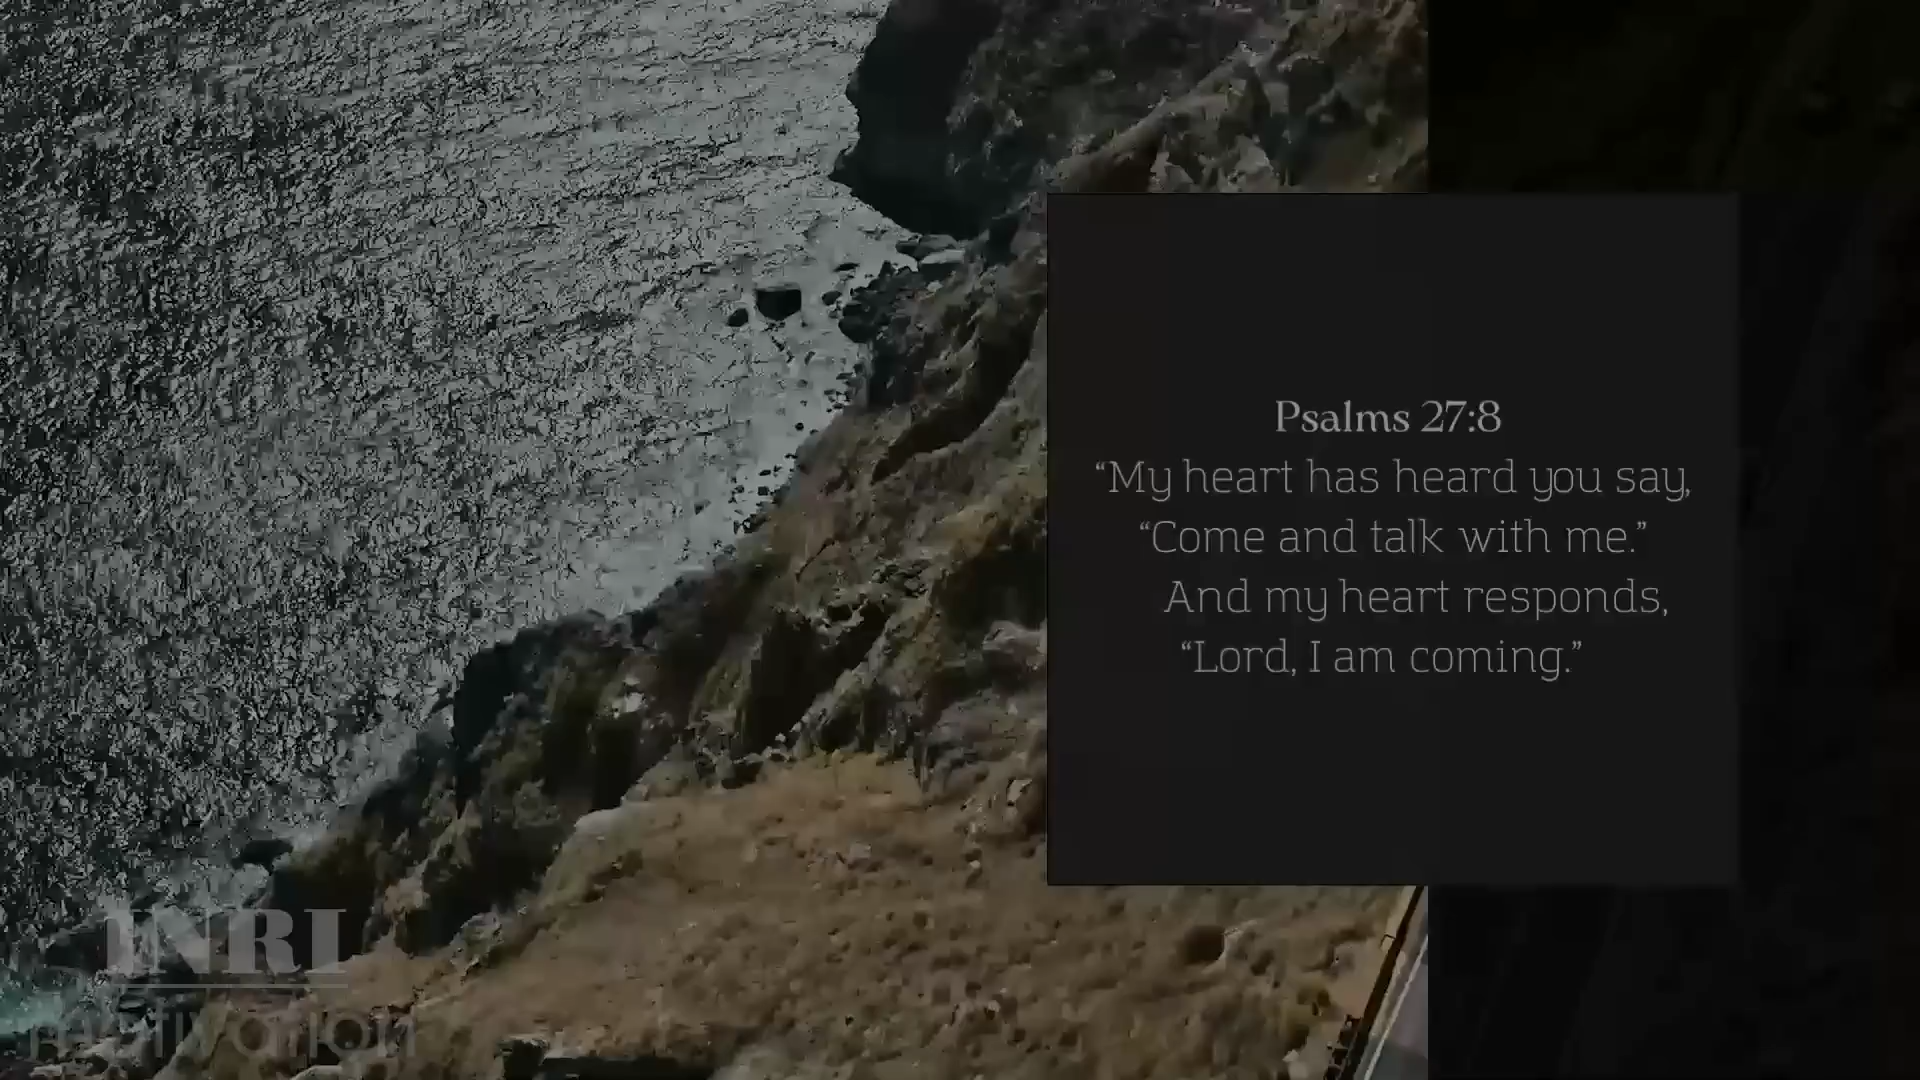 Psalms 27:8
“My heart has heard you say,
“Come and talk with me.”
And my heart responds,
“Lord, I am coming.”
INRI
motivation